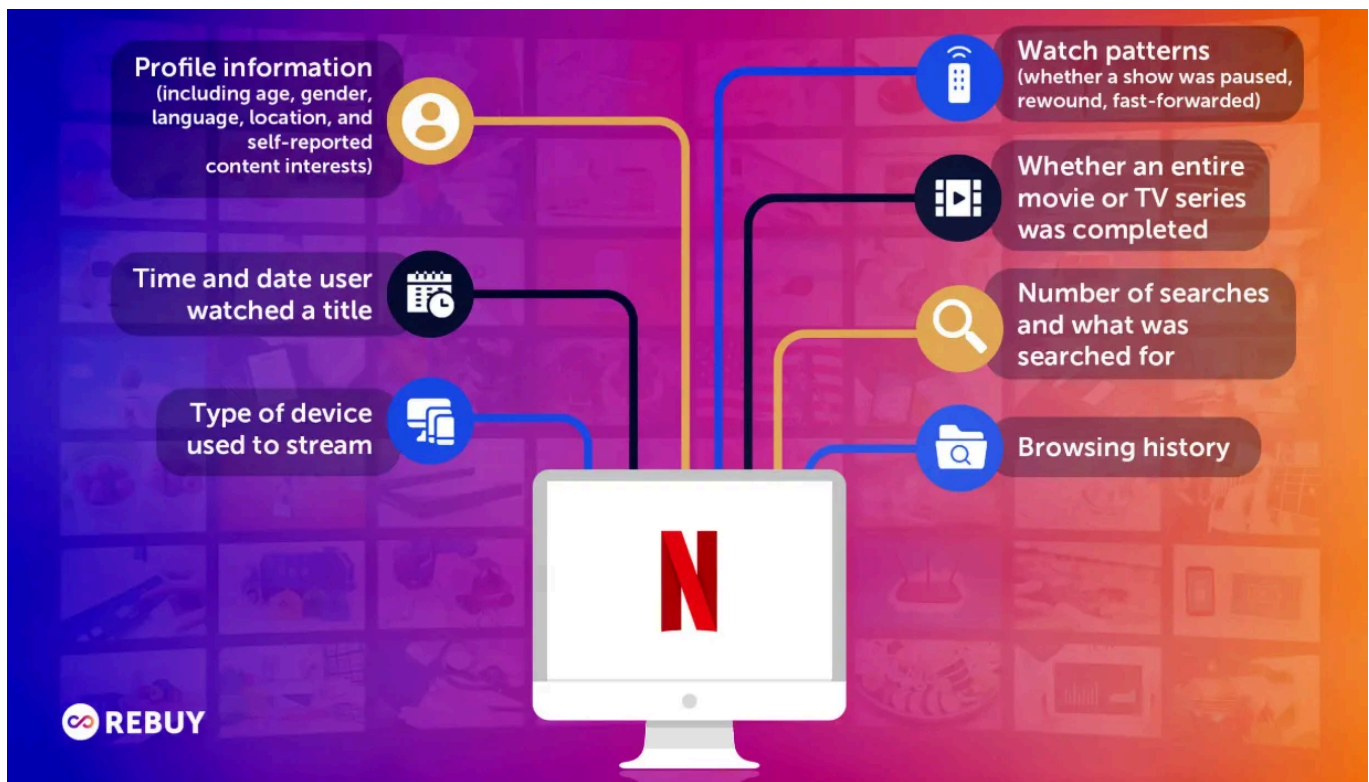 Profile information
(including age, gender,
language, location, and
self-reported
content interests)
Time and date user
watched a title
Type of device
used to stream
Watch patterns
(whether a show was paused,
rewound, fast-forwarded)
Whether an entire
movie or TV series
was completed
Number of searches
and what was
searched for
Browsing history
N
REBUY